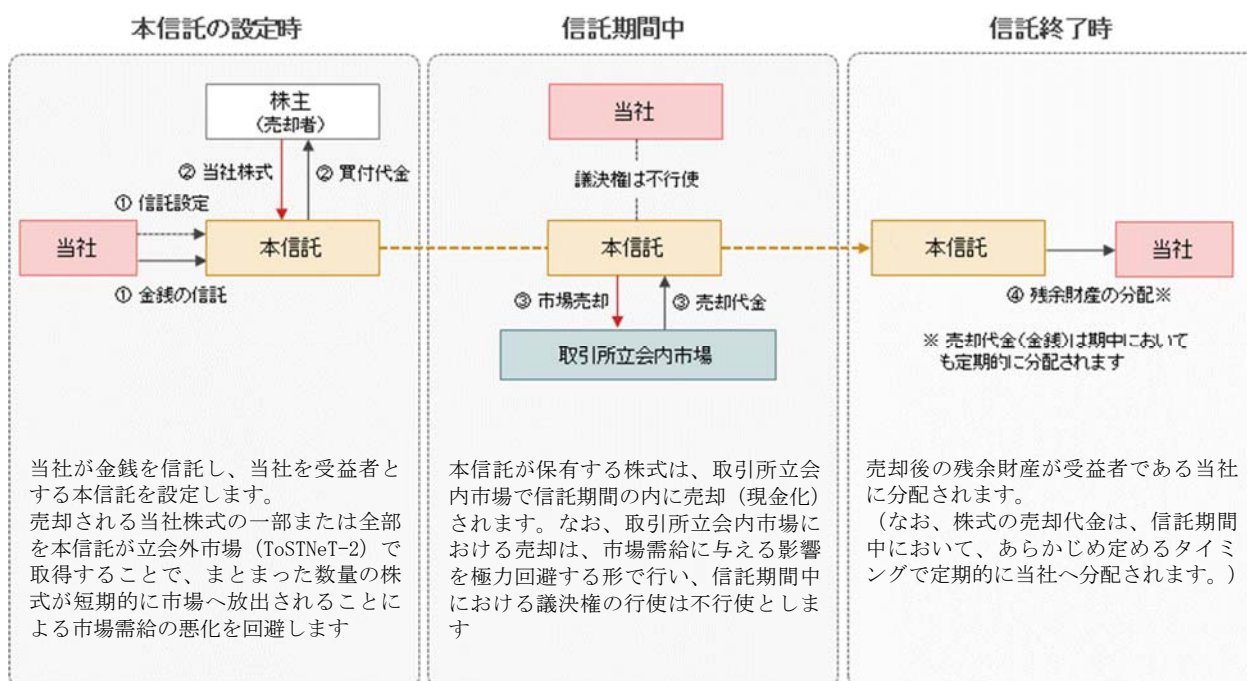 本信託の設定時
株主
(売却者)
② 当社株式
② 買付代金
① 信託設定
当社
本信託
① 金銭の信託
当社が金銭を信託し、当社を受益者と
する本信託を設定します。
売却される当社株式の一部または全部
を本信託が立会外市場（ToSTNeT-2）で
取得することで、まとまった数量の株
式が短期的に市場へ放出されることに
よる市場需給の悪化を回避します
信託期間中
当社
議決権は不行使
本信託
③ 市場売却
③ 売却代金
取引所立会内市場
本信託が保有する株式は、取引所立会
内市場で信託期間の内に売却（現金化）
されます。なお、取引所立会内市場に
おける売却は、市場需給に与える影響
を極力回避する形で行い、信託期間中
における議決権の行使は不行使としま
す
信託終了時
本信託
当社
④ 残余財産の分配※
※ 売却代金(金銭)は期中において
も定期的に分配されます
売却後の残余財産が受益者である当社
に分配されます。
（なお、株式の売却代金は、信託期間
中において、あらかじめ定めるタイミ
ングで定期的に当社へ分配されます。）